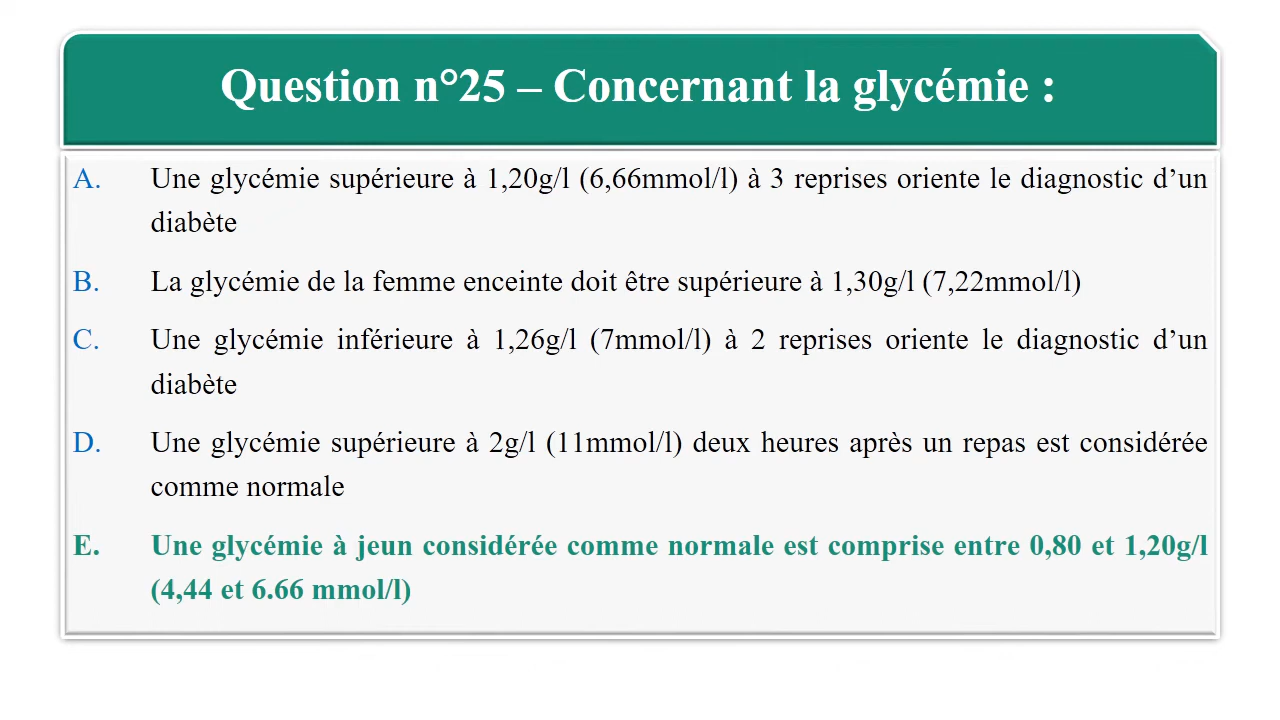 Question n°25 – Concernant la glycémie :
A. Une glycémie supérieure à 1,20g/l (6,66mmol/l) à 3 reprises oriente le diagnostic d’un
diabète
B. La glycémie de la femme enceinte doit être supérieure à 1,30g/l (7,22mmol/l)
C. Une glycémie inférieure à 1,26g/l (7mmol/l) à 2 reprises oriente le diagnostic d’un
diabète
D. Une glycémie supérieure à 2g/l (11mmol/l) deux heures après un repas est considérée
comme normale
E. Une glycémie à jeun considérée comme normale est comprise entre 0,80 et 1,20g/l
(4,44 et 6.66 mmol/l)